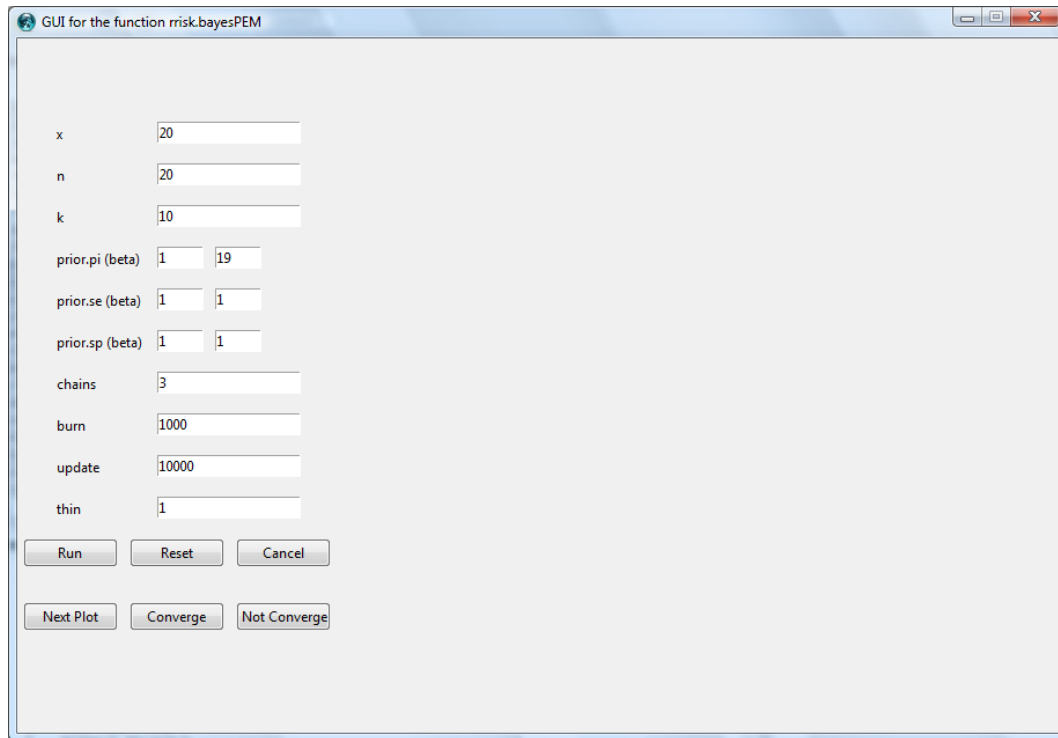 GUI for the function rrisk.bayesPEM
x 20
n 20
k 10
prior.pi (beta) 1 19
prior.se (beta) 1 1
prior.sp (beta) 1 1
chains 3
burn 1000
update 10000
thin 1
Run Reset Cancel
Next Plot Converge Not Converge